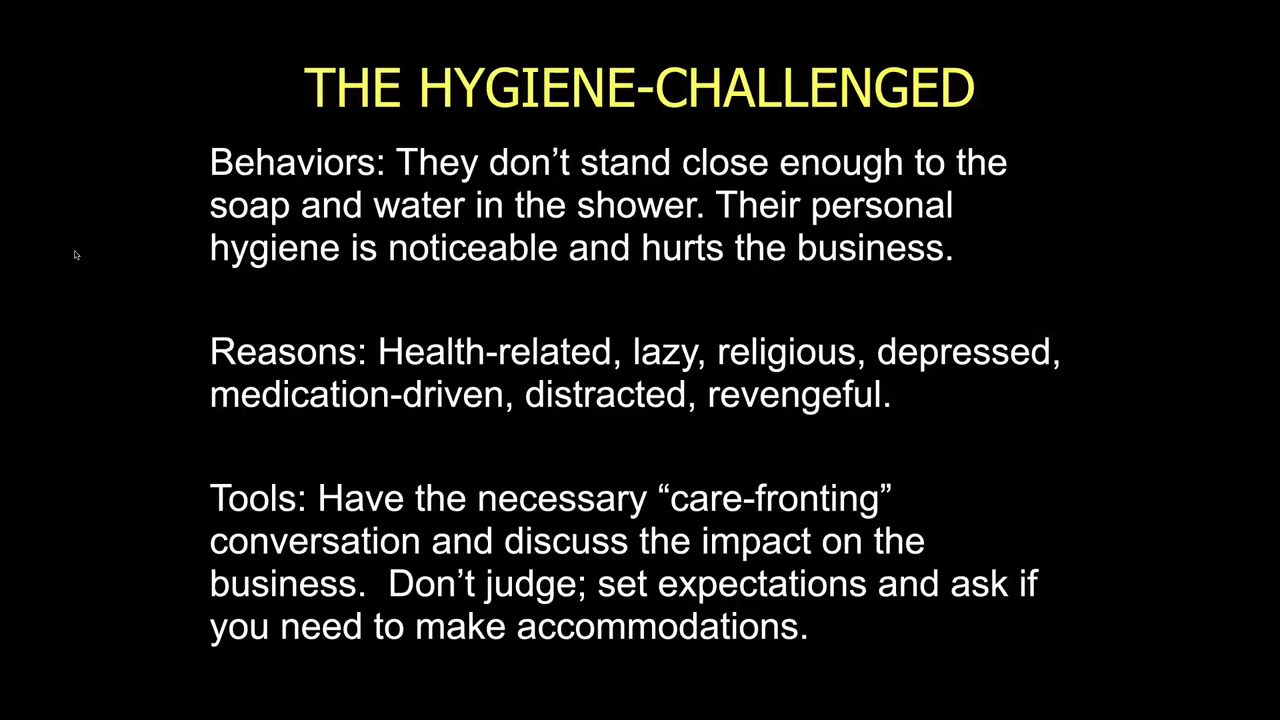 THE HYGIENE-CHALLENGED
Behaviors: They don’t stand close enough to the
soap and water in the shower. Their personal
hygiene is noticeable and hurts the business.
Reasons: Health-related, lazy, religious, depressed,
medication-driven, distracted, revengeful.
Tools: Have the necessary “care-fronting”
conversation and discuss the impact on the
business.  Don’t judge; set expectations and ask if
you need to make accommodations.